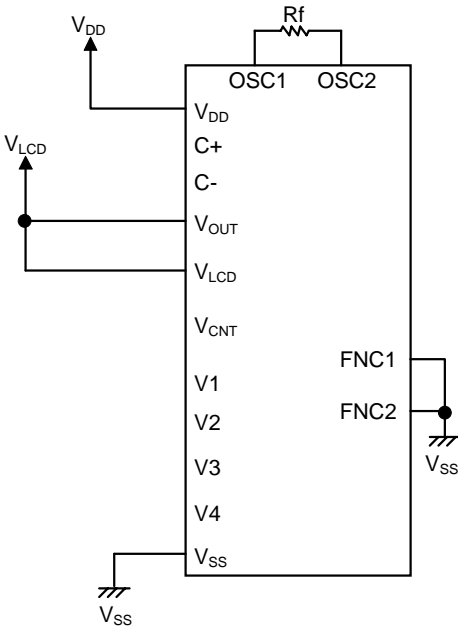 Rf
V_DD
OSC1 OSC2
V_DD
V_LCD
C+
C-
V_OUT
V_LCD
V_CNT
FNC1
V1
FNC2
V2
V_SS
V3
V4
V_SS
V_SS